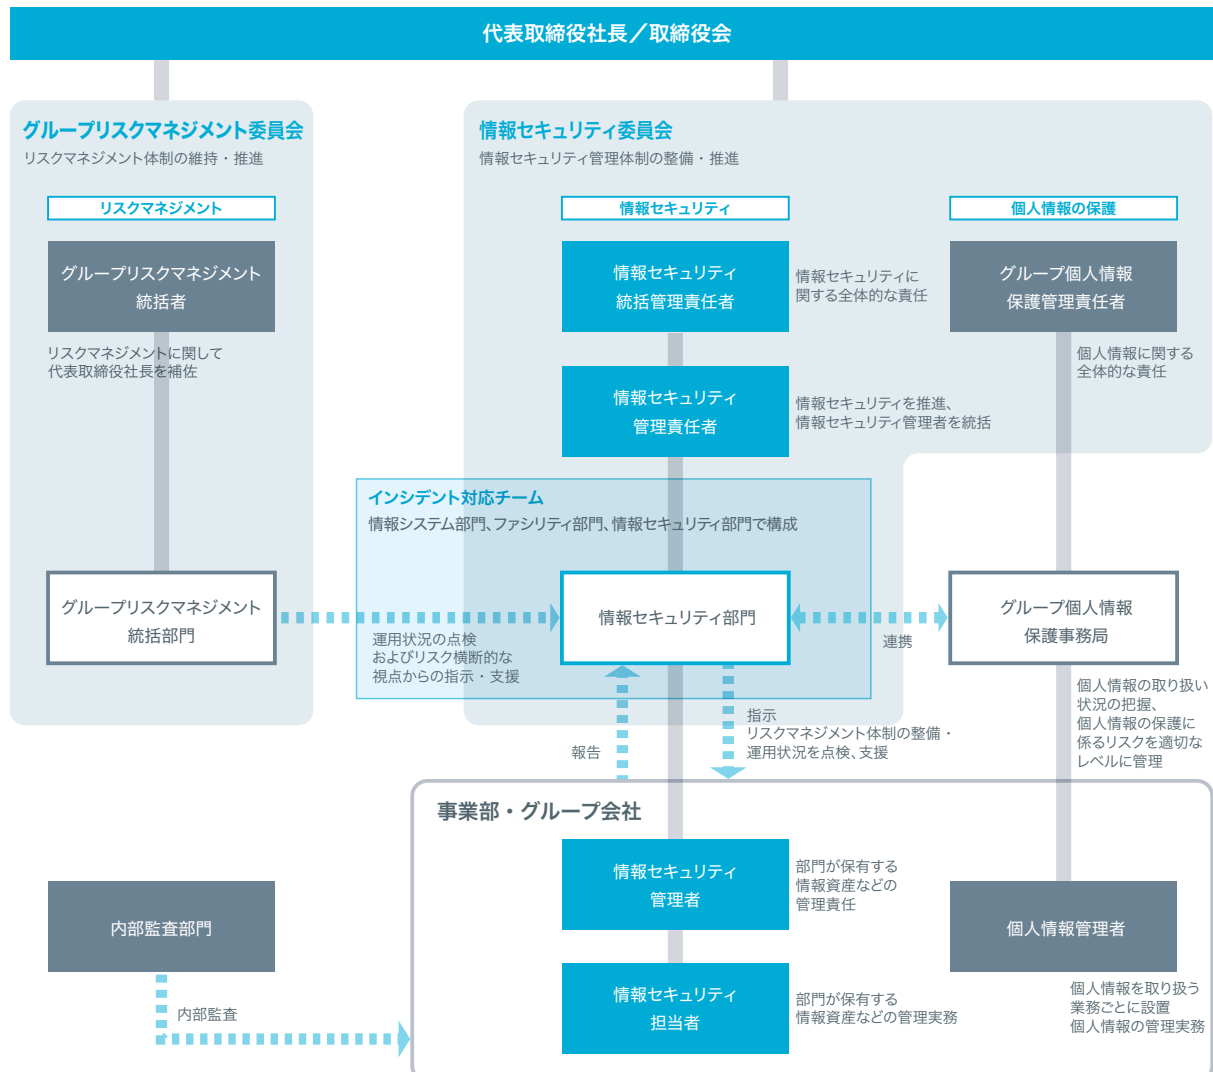 代表取締役社長／取締役会
グループリスクマネジメント委員会
リスクマネジメント体制の維持・推進
リスクマネジメント
グループリスクマネジメント
統括者
リスクマネジメントに関して
代表取締役社長を補佐
グループリスクマネジメント
統括部門
情報セキュリティ委員会
情報セキュリティ管理体制の整備・推進
情報セキュリティ
情報セキュリティ
統括管理責任者
情報セキュリティに
関する全体的な責任
情報セキュリティ
管理責任者
情報セキュリティを推進、
情報セキュリティ管理者を統括
個人情報の保護
グループ個人情報
保護管理責任者
個人情報に関する
全体的な責任
インシデント対応チーム
情報システム部門、ファシリティ部門、情報セキュリティ部門で構成
運用状況の点検
およびリスク横断的な
視点からの指示・支援
情報セキュリティ部門
連携
グループ個人情報
保護事務局
個人情報の取り扱い
状況の把握、
個人情報の保護に
係るリスクを適切な
レベルに管理
報告
指示
リスクマネジメント体制の整備・
運用状況を点検、支援
事業部・グループ会社
情報セキュリティ
管理者
部門が保有する
情報資産などの
管理責任
情報セキュリティ
担当者
部門が保有する
情報資産などの管理実務
個人情報管理者
個人情報を取り扱う
業務ごとに設置
個人情報の管理実務
内部監査部門
内部監査